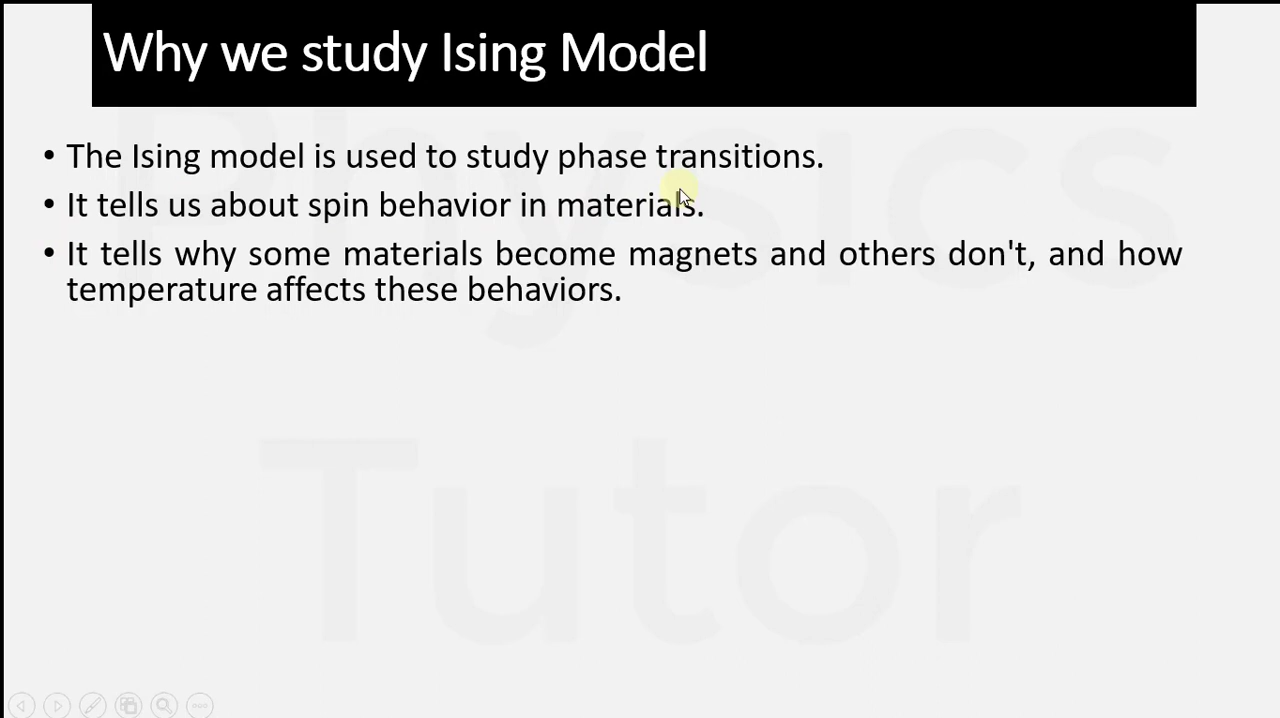 Why we study Ising Model
• The Ising model is used to study phase transitions.
• It tells us about spin behavior in materials.
• It tells why some materials become magnets and others don't, and how
temperature affects these behaviors.
Physics
Tutor